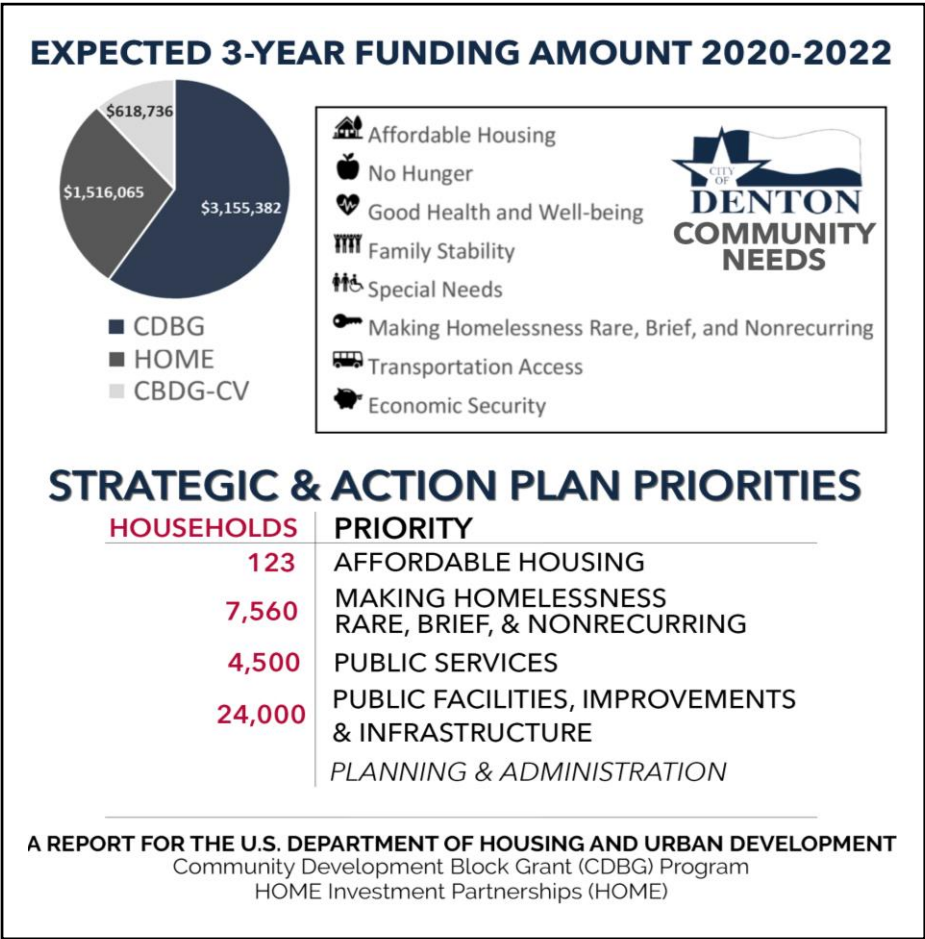 EXPECTED 3-YEAR FUNDING AMOUNT 2020-2022
$618,736
$1,516,065
$3,155,382
CDBG
HOME
CBDG-CV
Affordable Housing
No Hunger
Good Health and Well-being
Family Stability
Special Needs
Making Homelessness Rare, Brief, and Nonrecurring
Transportation Access
Economic Security
CITY
OF
DENTON
COMMUNITY
NEEDS
STRATEGIC & ACTION PLAN PRIORITIES
HOUSEHOLDS PRIORITY
123 AFFORDABLE HOUSING
7,560 MAKING HOMELESSNESS
RARE, BRIEF, & NONRECURRING
4,500 PUBLIC SERVICES
24,000 PUBLIC FACILITIES, IMPROVEMENTS
& INFRASTRUCTURE
PLANNING & ADMINISTRATION
A REPORT FOR THE U.S. DEPARTMENT OF HOUSING AND URBAN DEVELOPMENT
Community Development Block Grant (CDBG) Program
HOME Investment Partnerships (HOME)